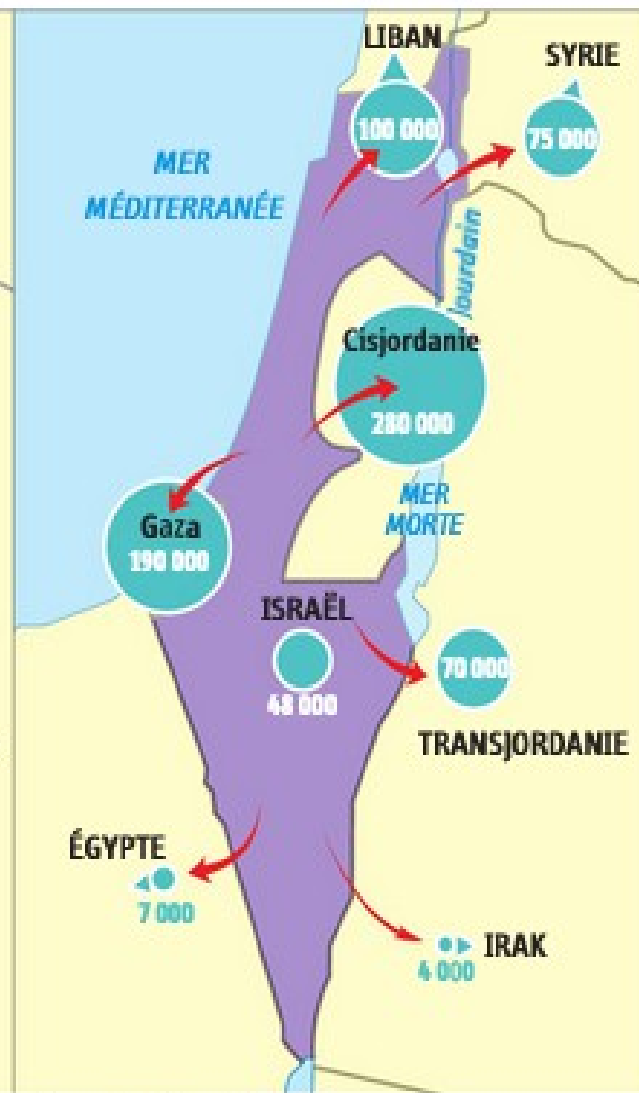 LIBAN
SYRIE
100 000
75 000
MER
MÉDITERRANÉE
Jourdain
Cisjordanie
280 000
MER
MORTE
Gaza
190 000
ISRAËL
48 000
70 000
TRANSJORDANIE
ÉGYPTE
7 000
IRAK
4 000